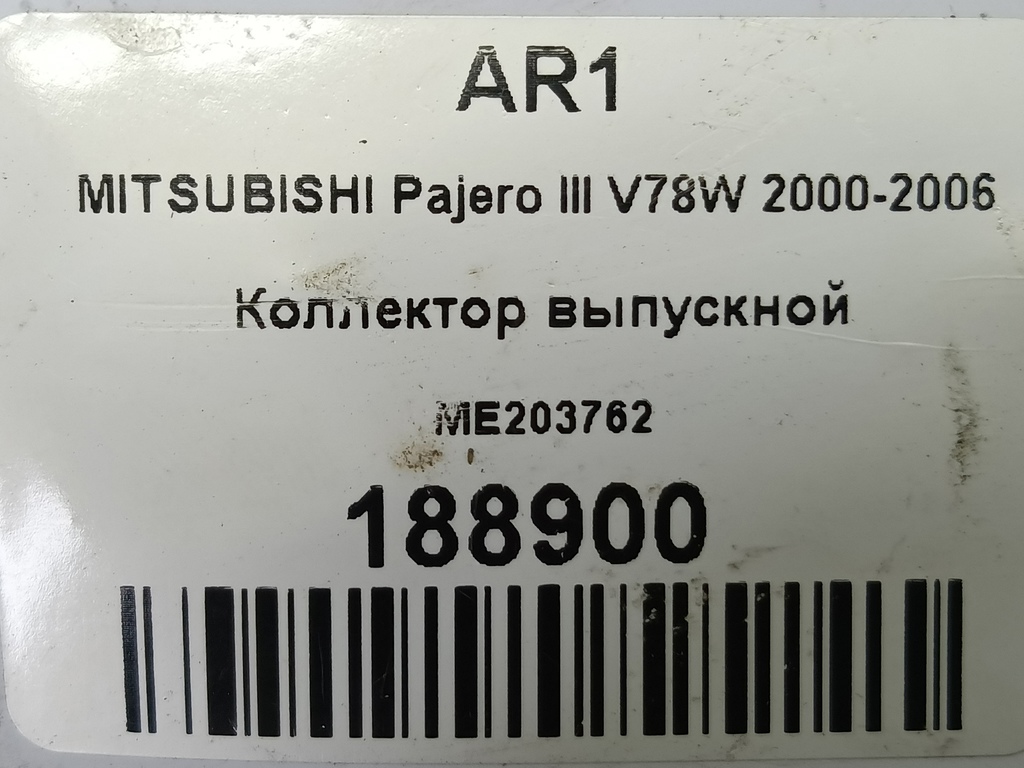 AR1
MITSUBISHI Pajero III V78W 2000-2006
Коллектор выпускной
ME203762
188900